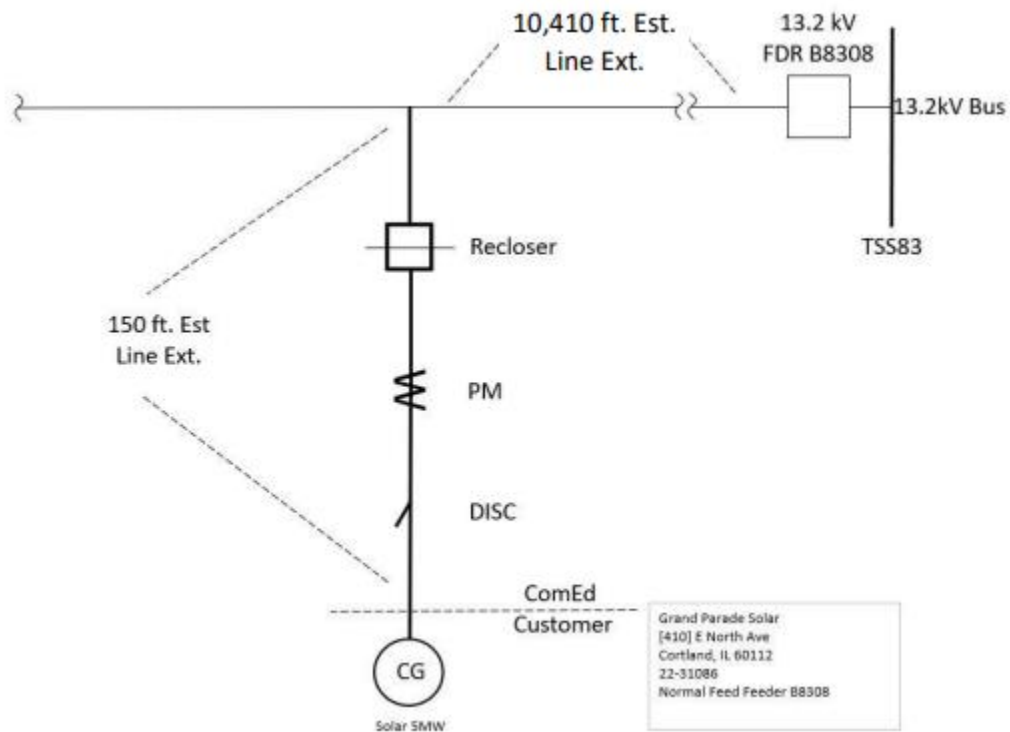 10,410 ft. Est.
Line Ext.
13.2 kV
FDR B8308
13.2kV Bus
TSS83
Recloser
150 ft. Est
Line Ext.
PM
DISC
ComEd
Customer
CG
Solar 5MW
Grand Parade Solar
[410] E North Ave
Cortland, IL 60112
22-31086
Normal Feed Feeder B8308